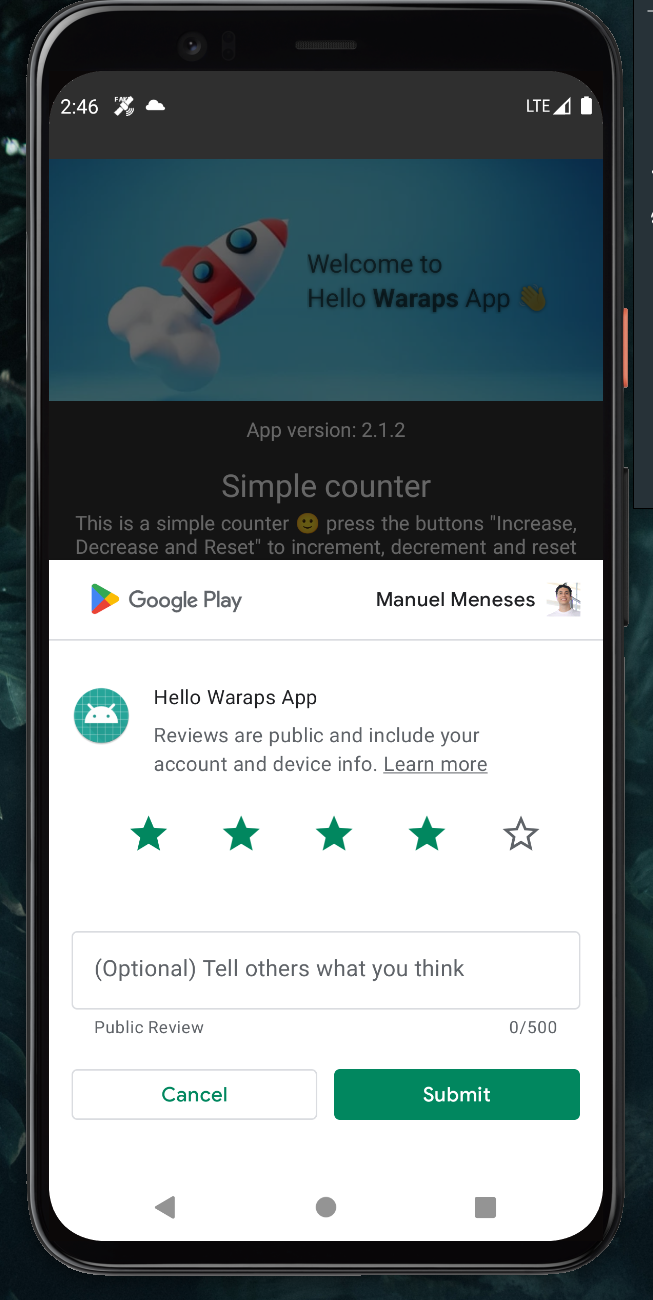 2:46
LTE
Welcome to
Hello Waraps App 👋
App version: 2.1.2
Simple counter
This is a simple counter 🙂 press the buttons "Increase,
Decrease and Reset" to increment, decrement and reset
Google Play
Manuel Meneses
Hello Waraps App
Reviews are public and include your
account and device info. Learn more
(Optional) Tell others what you think
Public Review
0/500
Cancel
Submit